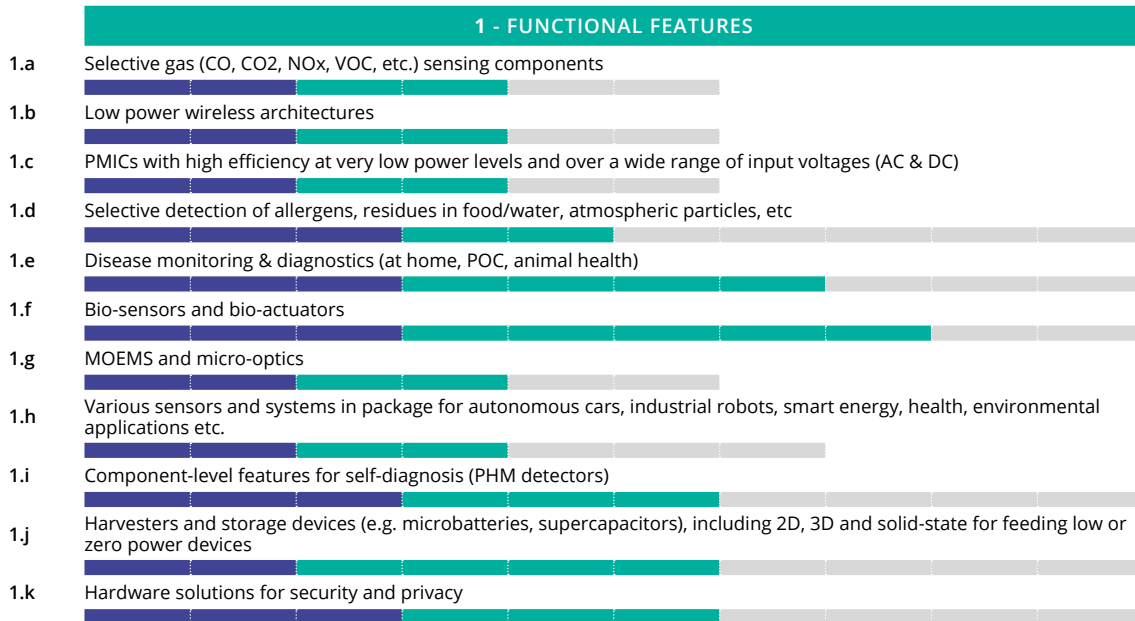 1 - FUNCTIONAL FEATURES
1.a Selective gas (CO, CO2, NOx, VOC, etc.) sensing components
1.b Low power wireless architectures
1.c PMICs with high efficiency at very low power levels and over a wide range of input voltages (AC & DC)
1.d Selective detection of allergens, residues in food/water, atmospheric particles, etc
1.e Disease monitoring & diagnostics (at home, POC, animal health)
1.f Bio-sensors and bio-actuators
1.g MOEMS and micro-optics
1.h Various sensors and systems in package for autonomous cars, industrial robots, smart energy, health, environmental
applications etc.
1.i Component-level features for self-diagnosis (PHM detectors)
1.j Harvesters and storage devices (e.g. microbatteries, supercapacitors), including 2D, 3D and solid-state for feeding low or
zero power devices
1.k Hardware solutions for security and privacy